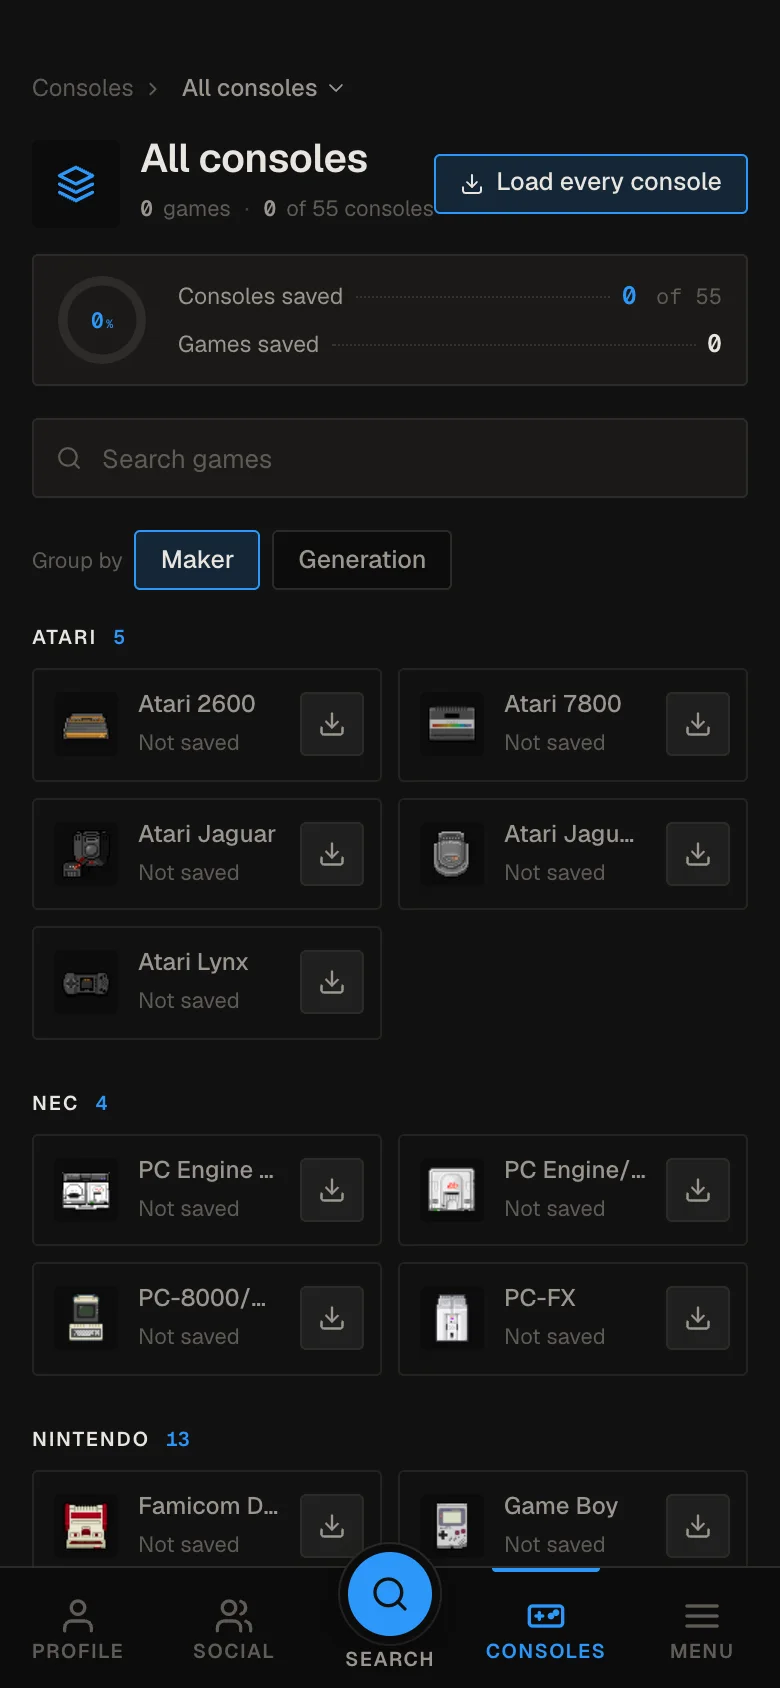 Consoles > All consoles
All consoles
0 games · 0 of 55 consoles
Load every console
0%
Consoles saved 0 of 55
Games saved 0
Search games
Group by Maker Generation
ATARI 5
Atari 2600
Not saved
Atari 7800
Not saved
Atari Jaguar
Not saved
Atari Jagu...
Not saved
Atari Lynx
Not saved
NEC 4
PC Engine ...
Not saved
PC Engine/...
Not saved
PC-8000/...
Not saved
PC-FX
Not saved
NINTENDO 13
Famicom D...
Not saved
Game Boy
Not saved
PROFILE
SOCIAL
SEARCH
CONSOLES
MENU